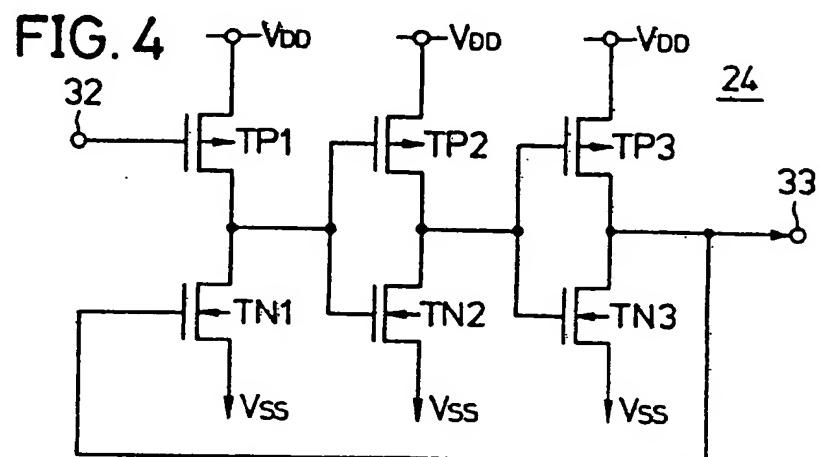 FIG. 4
VDD VDD VDD
24
32
TP1 TP2 TP3
33
TN1 TN2 TN3
VSS VSS VSS